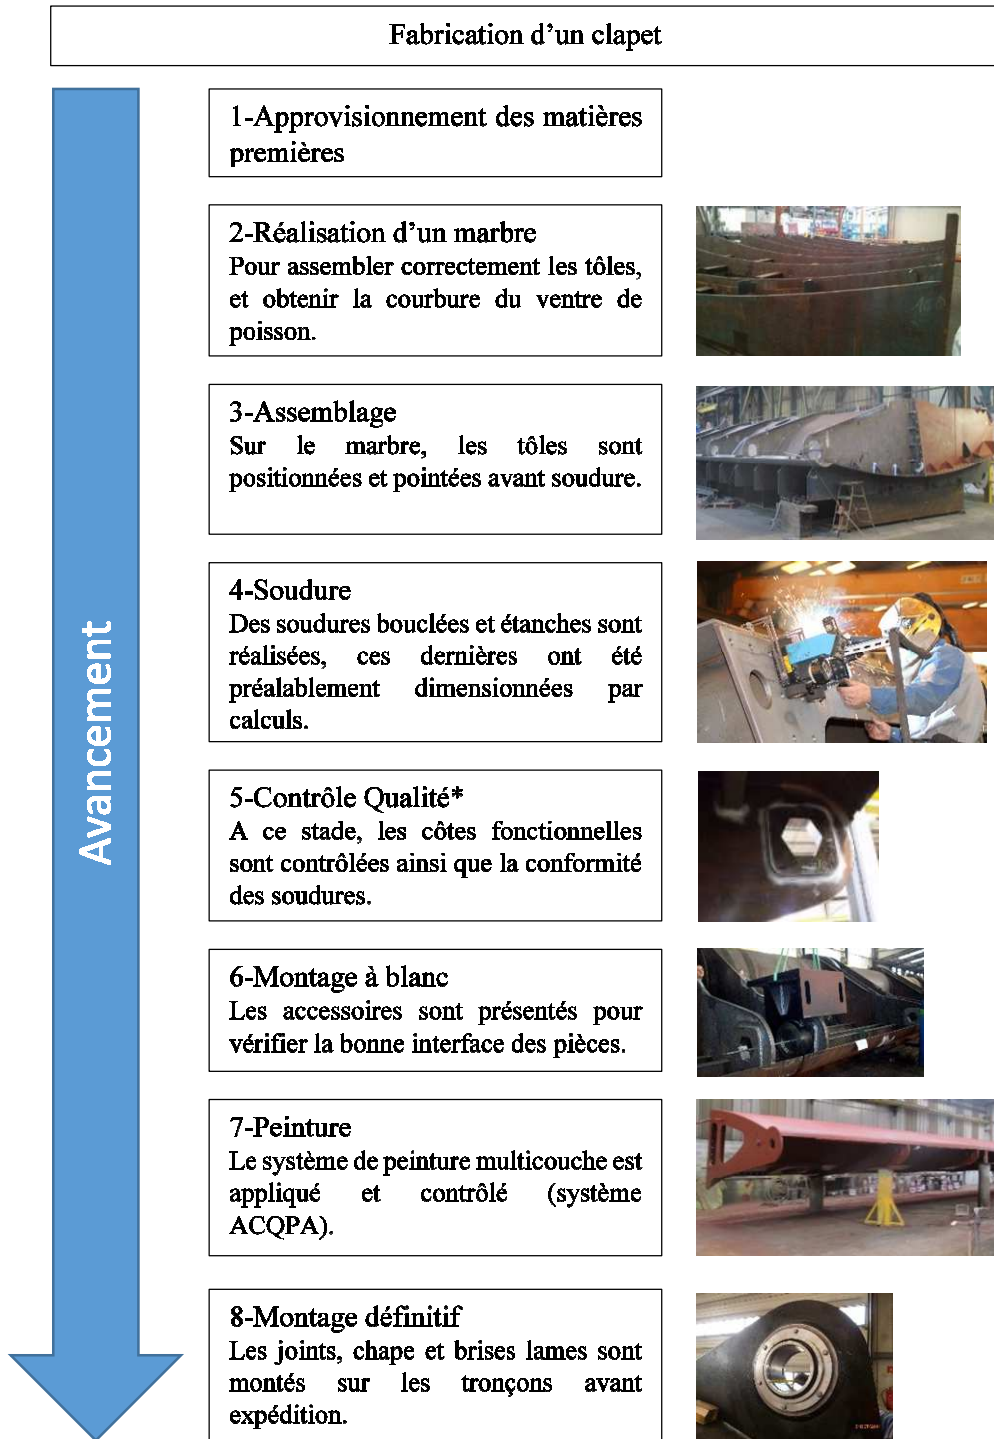 Fabrication d’un clapet
Avancement
1-Approvisionnement des matières
premières
2-Réalisation d’un marbre
Pour assembler correctement les tôles,
et obtenir la courbure du ventre de
poisson.
3-Assemblage
Sur le marbre, les tôles sont
positionnées et pointées avant soudure.
4-Soudure
Des soudures bouclées et étanches sont
réalisées, ces dernières ont été
préalablement dimensionnées par
calculs.
5-Contrôle Qualité*
A ce stade, les côtes fonctionnelles
sont contrôlées ainsi que la conformité
des soudures.
6-Montage à blanc
Les accessoires sont présentés pour
vérifier la bonne interface des pièces.
7-Peinture
Le système de peinture multicouche est
appliqué et contrôlé (système
ACQPA).
8-Montage définitif
Les joints, chape et brises lames sont
montés sur les tronçons avant
expédition.